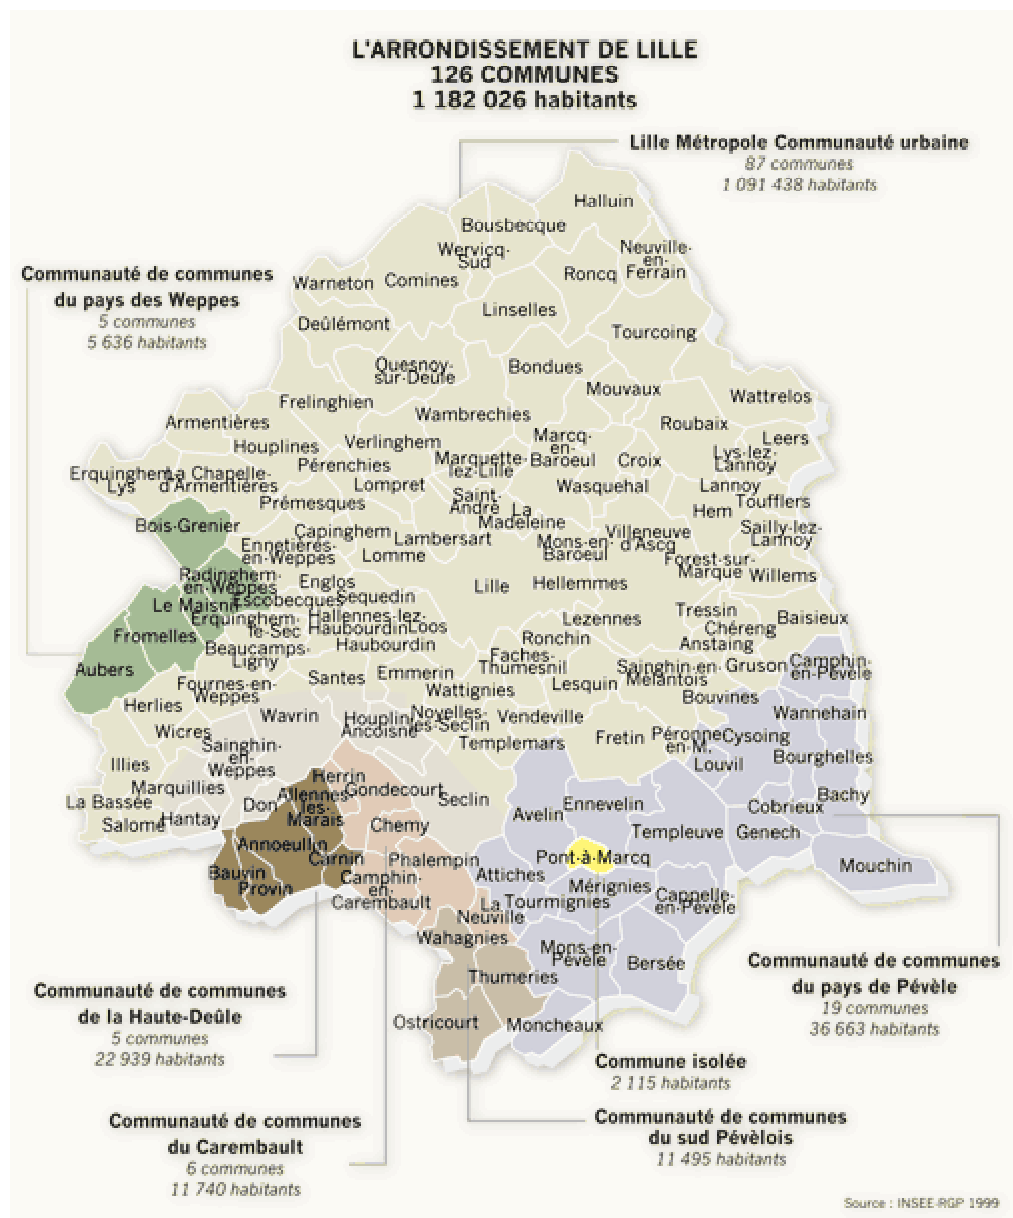 L'ARRONDISSEMENT DE LILLE
126 COMMUNES
1 182 026 habitants
Lille Métropole Communauté urbaine
87 communes
1 091 438 habitants
Communauté de communes
du pays des Weppes
5 communes
5 636 habitants
Halluin
Bousbecque
Wervicq-
Sud
Neuville-
en-
Ferrain
Roncq
Warneton
Comines
Linselles
Deûlémont
Tourcoing
Quesnoy-
sur-Deûle
Bondues
Mouvaux
Wattrelos
Frelinghien
Wambrechies
Armentières
Roubaix
Houplines
Verlinghem
Marcq-
en-
Baroeul
Leers
Pérenchies
Marquette-
lez-Lille
Croix
Lys-lez-
Lannoy
Erquinghem-
Lys
La Chapelle-
d'Armentières
Lompret
Wasquehal
Lannoy
Prémesques
Saint-
André
La
Madeleine
Hem
Toufflers
Bois-Grenier
Capinghem
Lambersart
Villeneuve
d'Ascq
Sailly-lez-
Lannoy
Ennetières-
en-Weppes
Lomme
Mons-en-
Baroeul
Forest-sur-
Marque
Willems
Radinghem-
en-Weppes
Englos
Lille
Hellemmes
Le Maisnil
Escobecques
Sequedin
Erquinghem-
le-Sec
Hallennes-lez-
Haubourdin
Loos
Lezennes
Tressin
Baisieux
Chéreng
Fromelles
Beaucamps-
Ligny
Haubourdin
Ronchin
Anstaing
Aubers
Santes
Emmerin
Faches-
Thumesnil
Sainghin-en-
Mélantois
Gruson
Camphin-
en-Pévèle
Fournes-en-
Weppes
Wattignies
Lesquin
Bouvines
Herlies
Wavrin
Houplin-
Ancoisne
Noyelles-
les-Seclin
Vendeville
Wannehain
Wicres
Sainghin-
en-
Weppes
Templemars
Fretin
Péronne-
en-M.
Cysoing
Illies
Louvil
Bourghelles
Marquillies
Herrin
Gondecourt
Seclin
La Bassée
Don
Allennes-
les-
Marais
Ennevelin
Cobrieux
Bachy
Salomé
Hantay
Chemy
Avelin
Templeuve
Genech
Annoeullin
Carnin
Phalempin
Pont-à-Marcq
Mouchin
Bauvin
Provin
Camphin-
en-
Carembault
Attiches
Mérignies
Cappelle-
en-Pévèle
La
Neuville
Tourmignies
Wahagnies
Mons-en-
Pévèle
Bersée
Thumeries
Ostricourt
Moncheaux
Communauté de communes
du pays de Pévèle
19 communes
36 663 habitants
Communauté de communes
de la Haute-Deûle
5 communes
22 939 habitants
Commune isolée
2 115 habitants
Communauté de communes
du sud Pévèlois
11 495 habitants
Communauté de communes
du Carembault
6 communes
11 740 habitants
Source : INSEE-RGP 1999